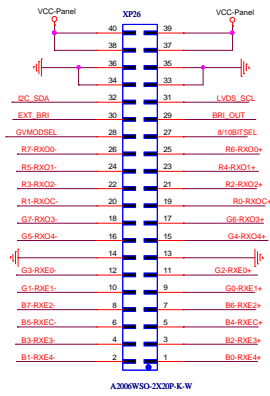 VCC-Panel XP26 VCC-Panel
40 39
38 37
36 35
34 33
I2C_SDA 32 31 LVDS_SCL
EXT_BRI 30 29 BRI_OUT
GVMODSEL 28 27 8/10BITSEL
R7-RXO0- 26 25 R6-RXO0+
R5-RXO1- 24 23 R4-RXO1+
R3-RXO2- 22 21 R2-RXO2+
R1-RXOC- 20 19 R0-RXOC+
G7-RXO3- 18 17 G6-RXO3+
G5-RXO4- 16 15 G4-RXO4+
14 13
G3-RXE0- 12 11 G2-RXE0+
G1-RXE1- 10 9 G0-RXE1+
B7-RXE2- 8 7 B6-RXE2+
B5-RXEC- 6 5 B4-RXEC+
B3-RXE3- 4 3 B2-RXE3+
B1-RXE4- 2 1 B0-RXE4+
A2006WSO-2X20P-K-W